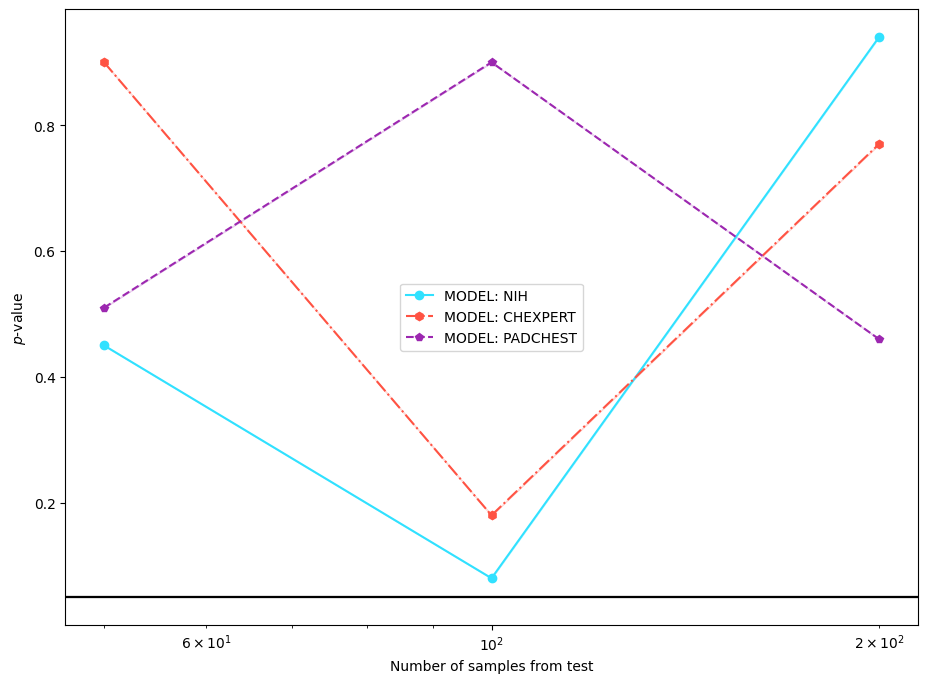 p-value
0.8
0.6
0.4
0.2
MODEL: NIH
MODEL: CHEXPERT
MODEL: PADCHEST
6 × 10¹
10²
2 × 10²
Number of samples from test